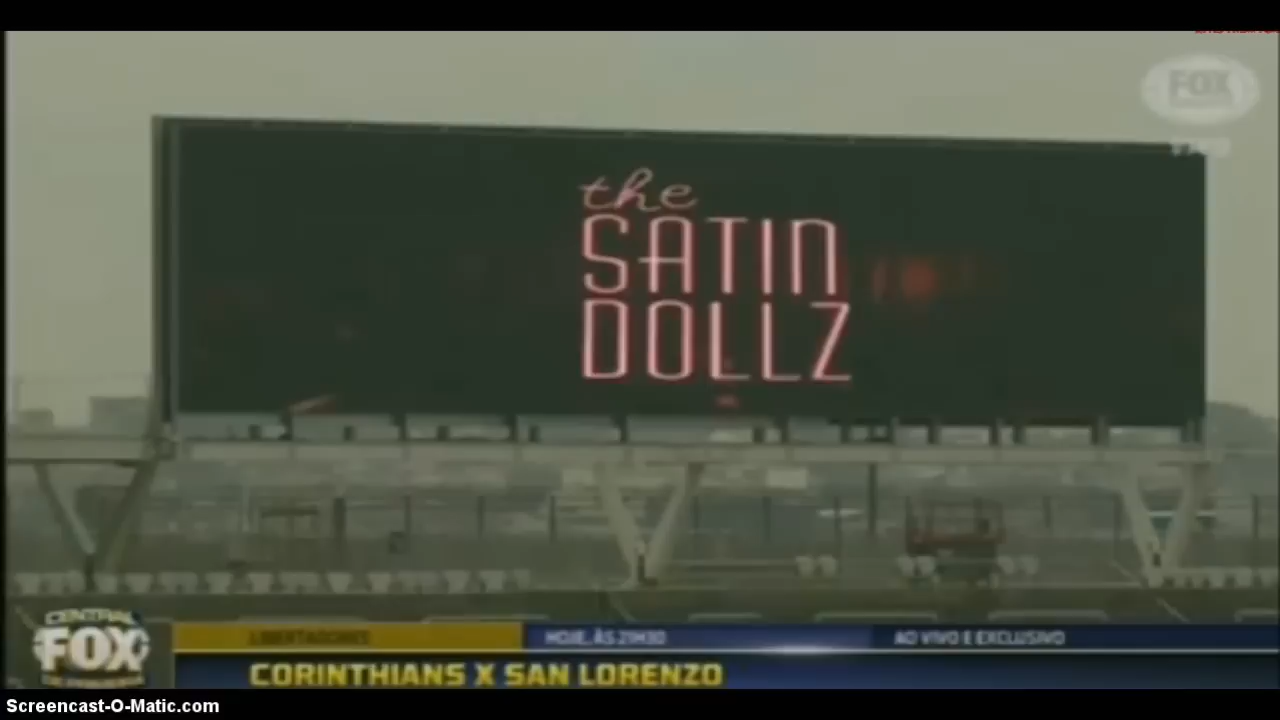 FOX
the
SATIN
DOLLZ
CENTRAL
FOX
LIBERTADORES
HOJE, ÀS 21H30
AO VIVO E EXCLUSIVO
CORINTHIANS X SAN LORENZO
Screencast-O-Matic.com